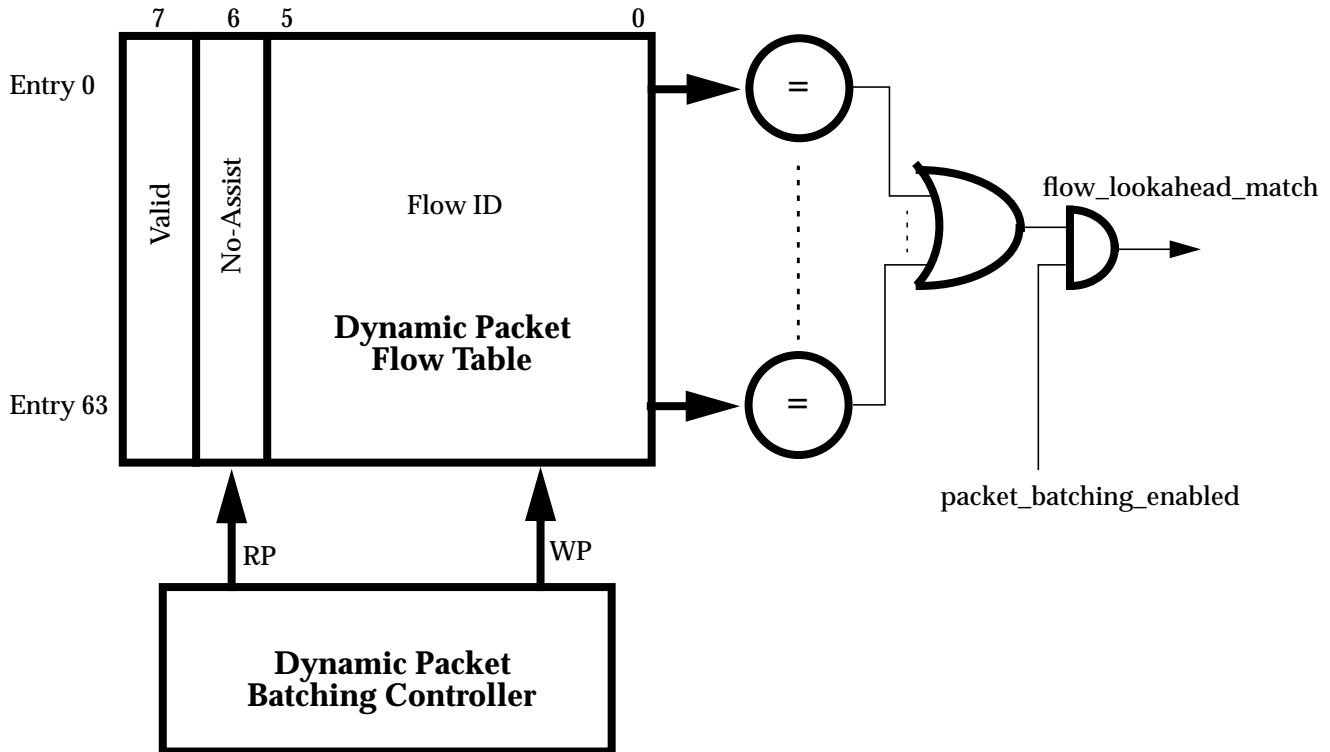 7 6 5 0
Entry 0
=
Valid
No-Assist
Flow ID
flow_lookahead_match
Dynamic Packet
Flow Table
Entry 63
=
packet_batching_enabled
RP
WP
Dynamic Packet
Batching Controller